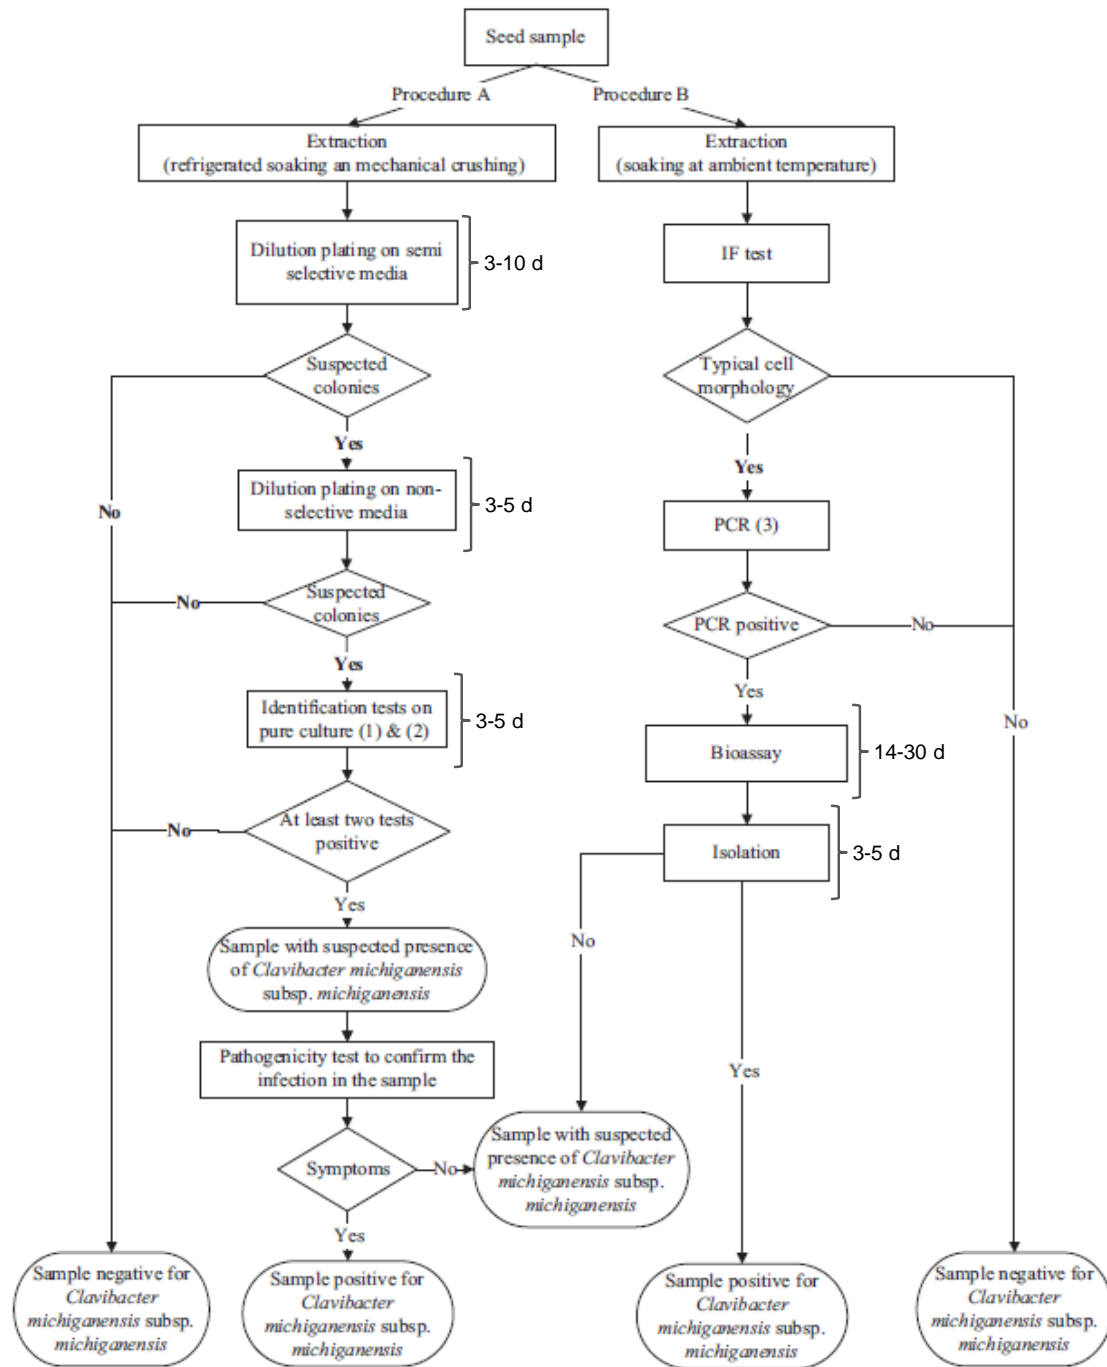 Seed sample
Procedure A
Procedure B
Extraction
(refrigerated soaking an mechanical crushing)
Extraction
(soaking at ambient temperature)
Dilution plating on semi
selective media
3-10 d
IF test
Suspected
colonies
Typical cell
morphology
Yes
Yes
No
Dilution plating on non-
selective media
3-5 d
PCR (3)
No
Suspected
colonies
PCR positive
No
Yes
Yes
Identification tests on
pure culture (1) & (2)
3-5 d
No
Bioassay
14-30 d
No
At least two tests
positive
Isolation
3-5 d
Yes
No
Sample with suspected presence
of Clavibacter michiganensis
subsp. michiganensis
Pathogenicity test to confirm the
infection in the sample
Yes
Symptoms
No
Sample with suspected
presence of Clavibacter
michiganensis subsp.
michiganensis
Yes
Sample negative for
Clavibacter
michiganensis subsp.
michiganensis
Sample positive for
Clavibacter
michiganensis subsp.
michiganensis
Sample positive for
Clavibacter
michiganensis subsp.
michiganensis
Sample negative for
Clavibacter
michiganensis subsp.
michiganensis